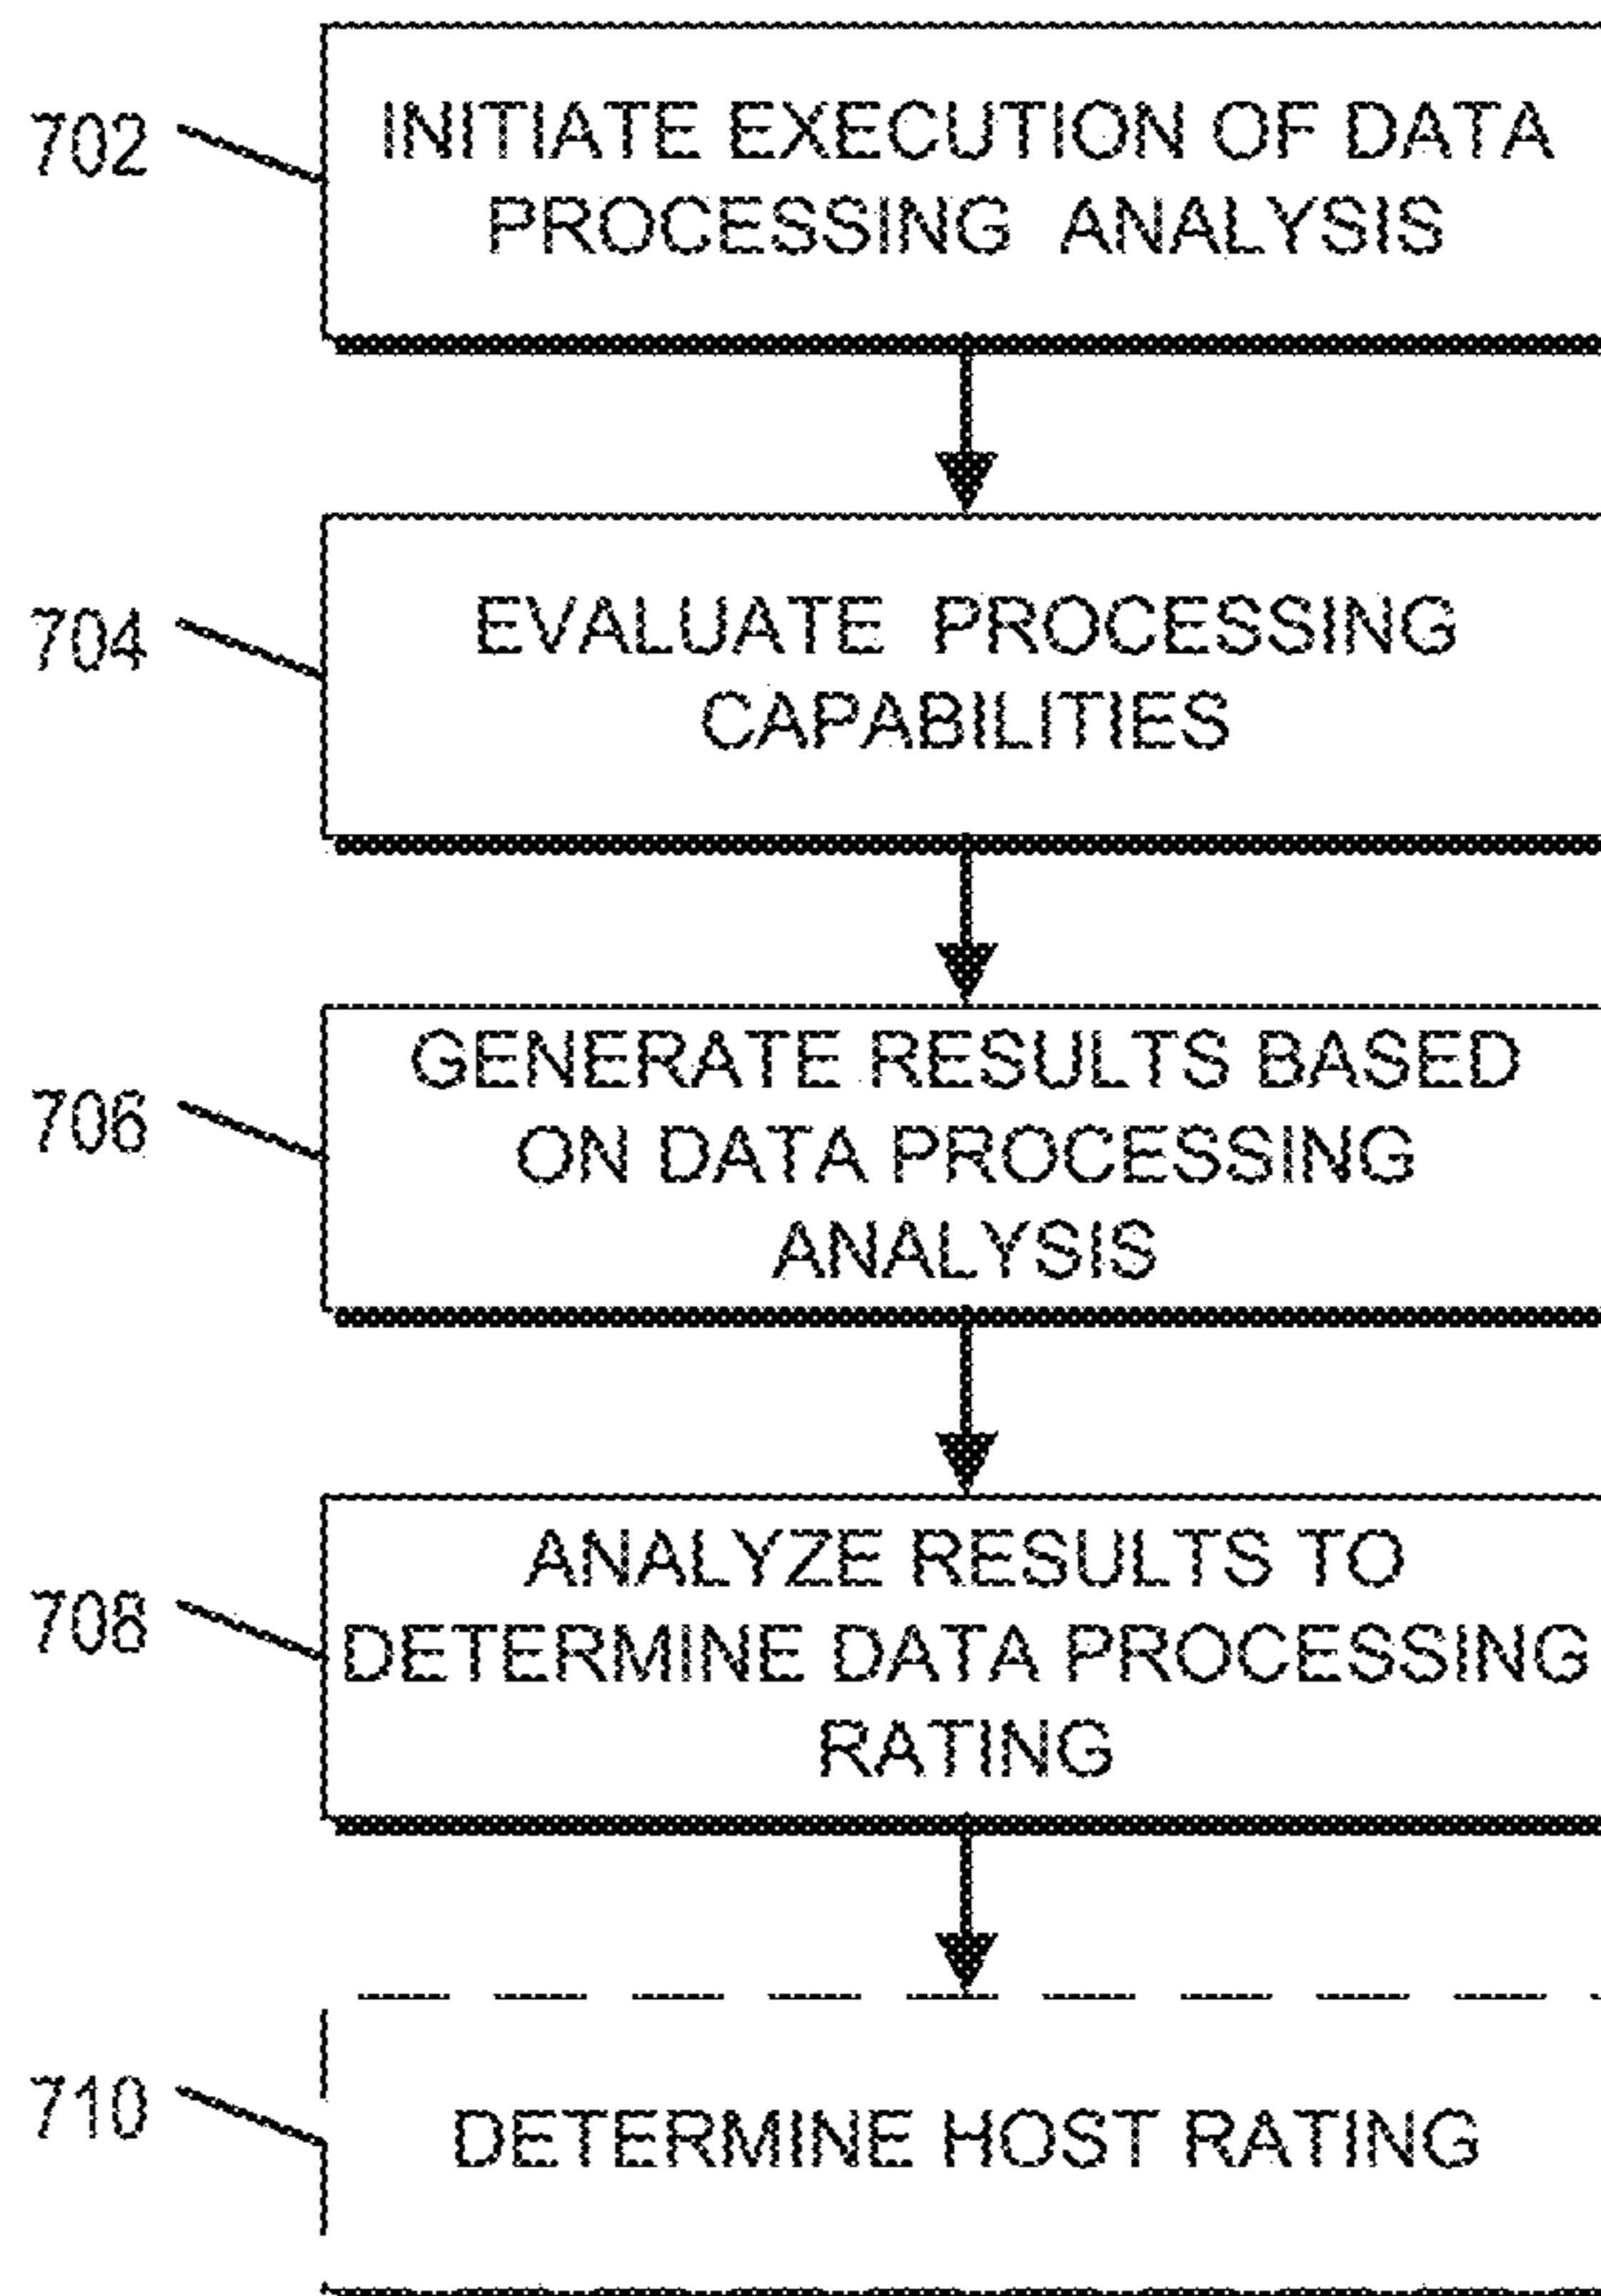 702
INITIATE EXECUTION OF DATA
PROCESSING ANALYSIS
704
EVALUATE PROCESSING
CAPABILITIES
706
GENERATE RESULTS BASED
ON DATA PROCESSING
ANALYSIS
708
ANALYZE RESULTS TO
DETERMINE DATA PROCESSING
RATING
710
DETERMINE HOST RATING